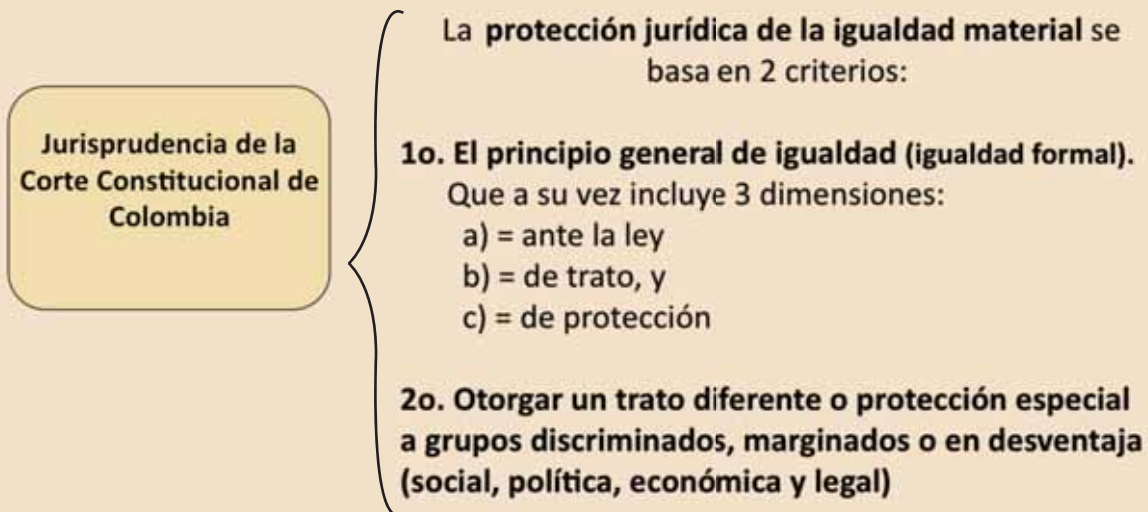 Jurisprudencia de la
Corte Constitucional de
Colombia
La protección jurídica de la igualdad material se
basa en 2 criterios:
1o. El principio general de igualdad (igualdad formal).
Que a su vez incluye 3 dimensiones:
a) = ante la ley
b) = de trato, y
c) = de protección
2o. Otorgar un trato diferente o protección especial
a grupos discriminados, marginados o en desventaja
(social, política, económica y legal)